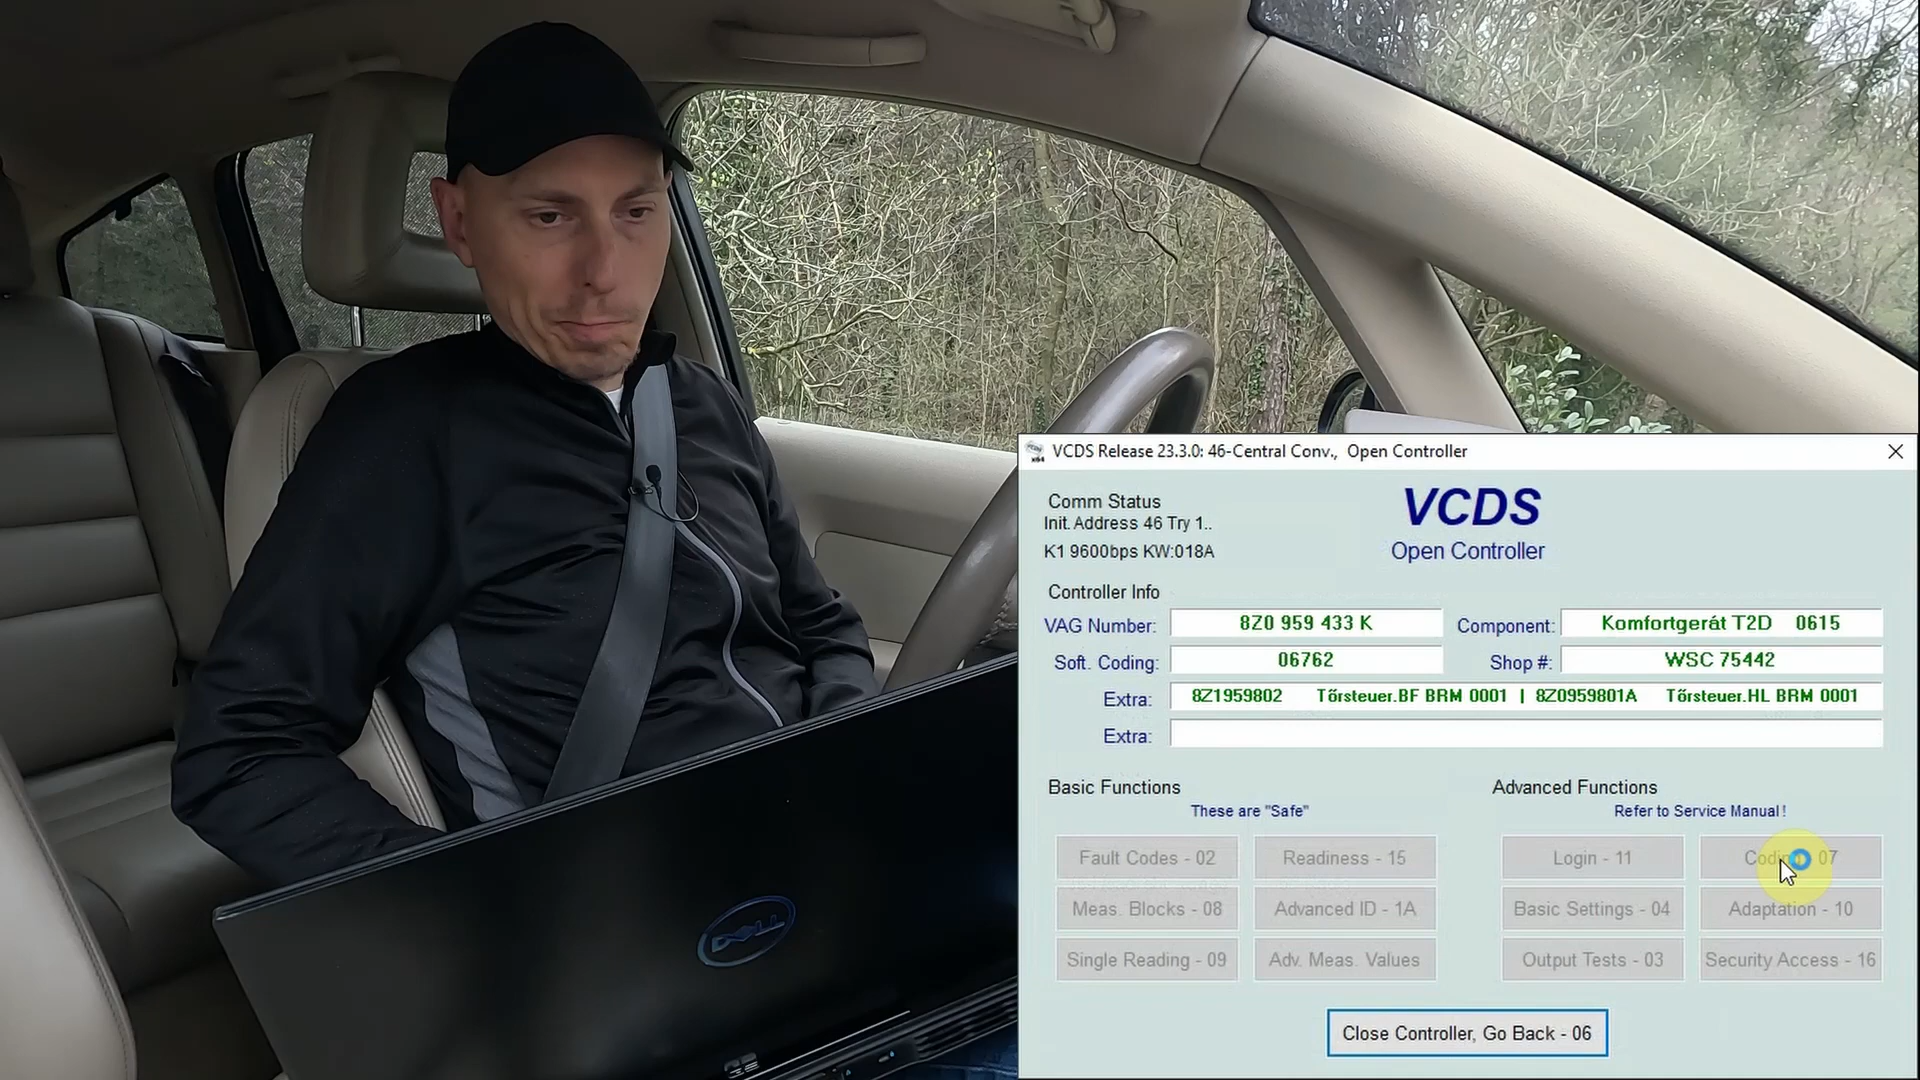 VCDS Release 23.3.0: 46-Central Conv., Open Controller
Comm Status
Init. Address 46 Try 1..
K1 9600bps KW:018A
VCDS
Open Controller
Controller Info
VAG Number: 8Z0 959 433 K Component: Komfortgerát T2D 0615
Soft. Coding: 06762 Shop #: WSC 75442
Extra: 8Z1959802 Tőrsteuer.BF BRM 0001 | 8Z0959801A Tőrsteuer.HL BRM 0001
Extra:
Basic Functions
These are "Safe"
Fault Codes - 02 Readiness - 15
Meas. Blocks - 08 Advanced ID - 1A
Single Reading - 09 Adv. Meas. Values
Advanced Functions
Refer to Service Manual!
Login - 11 Coding - 07
Basic Settings - 04 Adaptation - 10
Output Tests - 03 Security Access - 16
Close Controller, Go Back - 06
DELL